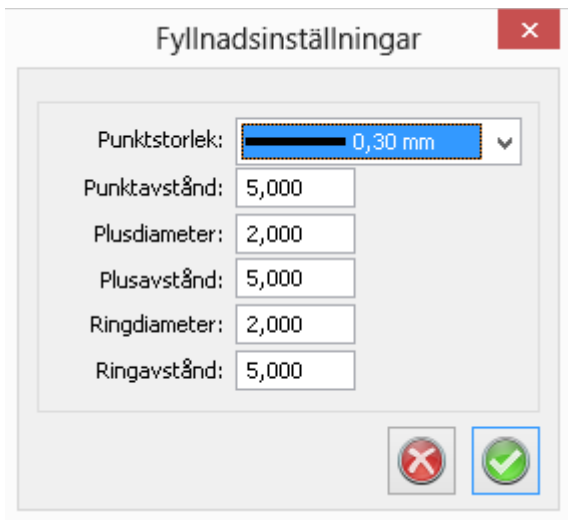 Fyllnadsinställningar
Punktstorlek: 0,30 mm
Punktavstånd: 5,000
Plusdiameter: 2,000
Plusavstånd: 5,000
Ringdiameter: 2,000
Ringavstånd: 5,000